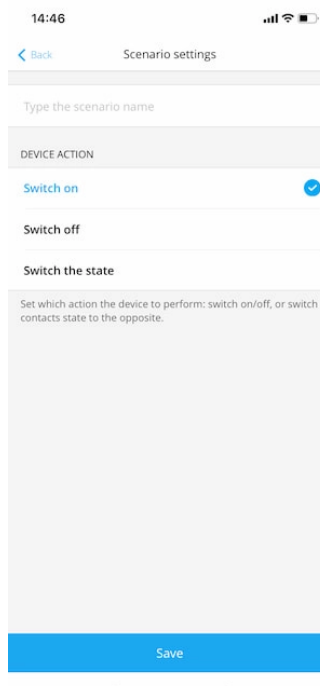 14:46
Back
Scenario settings
Type the scenario name
DEVICE ACTION
Switch on
Switch off
Switch the state
Set which action the device to perform: switch on/off, or switch
contacts state to the opposite.
Save